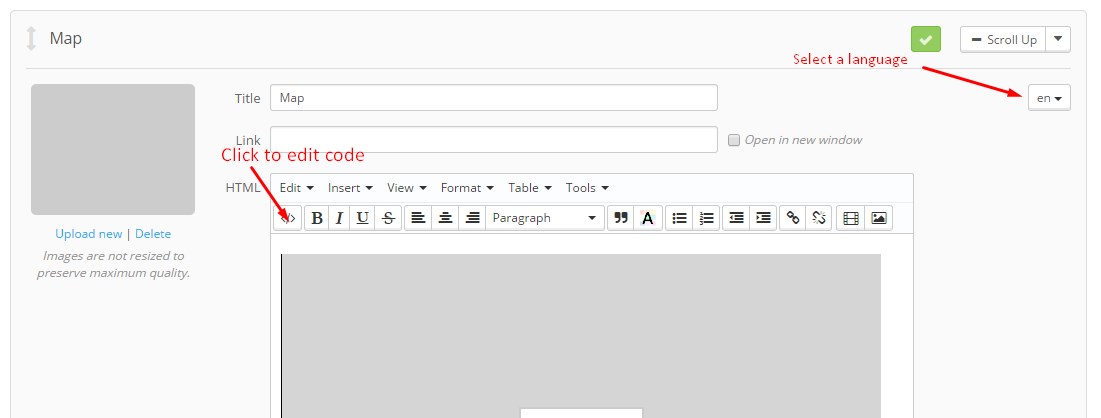 Map
Scroll Up
Select a language
Title
Map
en
Link
Open in new window
Click to edit code
HTML
Edit Insert View Format Table Tools
</> B I U S Paragraph A
Upload new | Delete
Images are not resized to
preserve maximum quality.